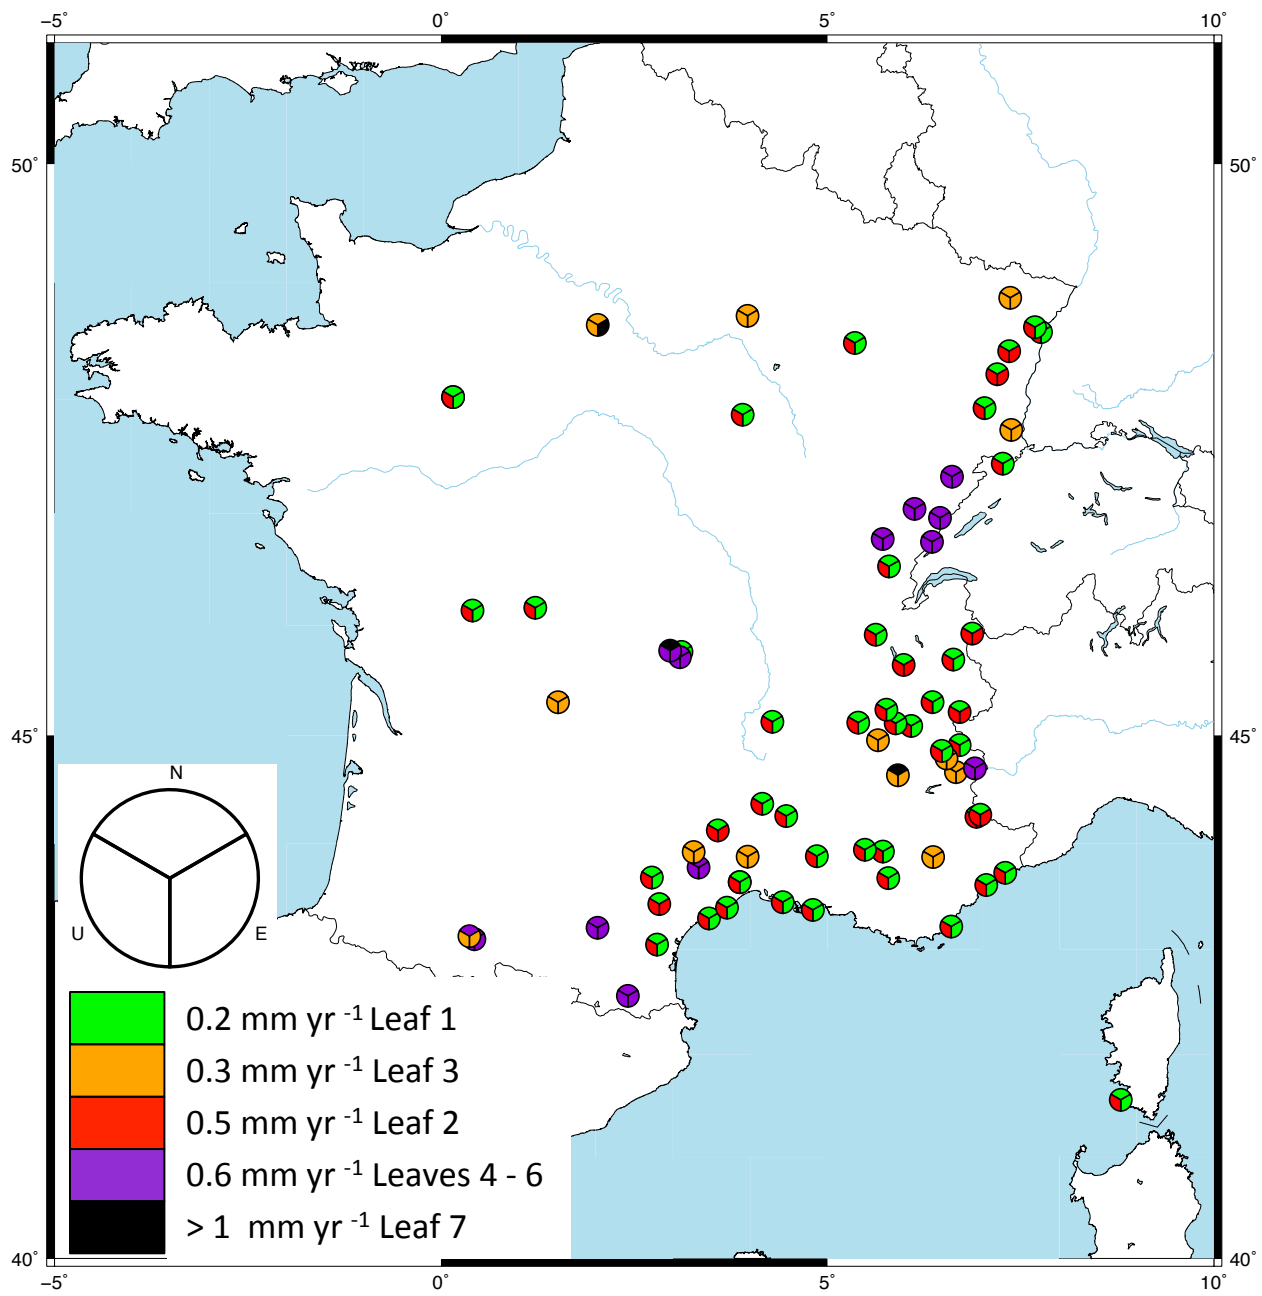 −5˚ 0˚ 5˚ 10˚
50˚ 50˚
45˚ 45˚
N
U E
0.2 mm yr ⁻¹ Leaf 1
0.3 mm yr ⁻¹ Leaf 3
0.5 mm yr ⁻¹ Leaf 2
0.6 mm yr ⁻¹ Leaves 4 - 6
> 1 mm yr ⁻¹ Leaf 7
40˚ 40˚
−5˚ 0˚ 5˚ 10˚